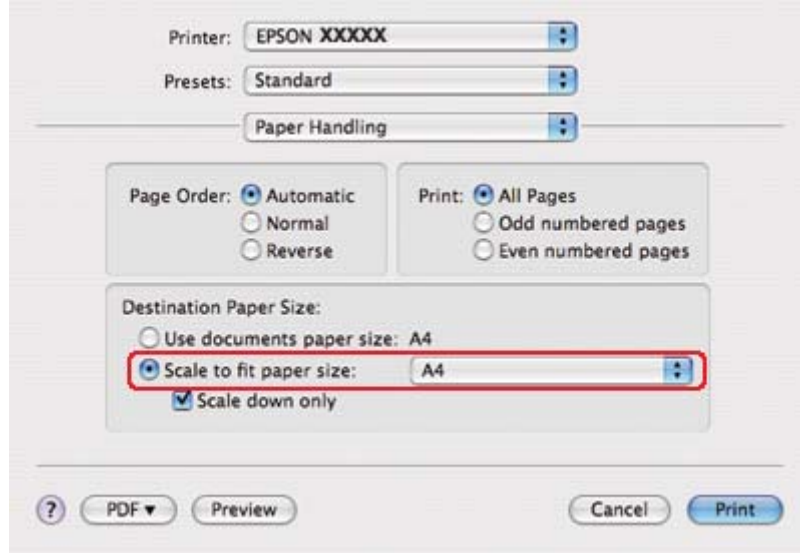 Printer: EPSON XXXXX
Presets: Standard
Paper Handling
Page Order: Automatic
Normal
Reverse
Print: All Pages
Odd numbered pages
Even numbered pages
Destination Paper Size:
Use documents paper size: A4
Scale to fit paper size: A4
Scale down only
? PDF ▼ Preview Cancel Print